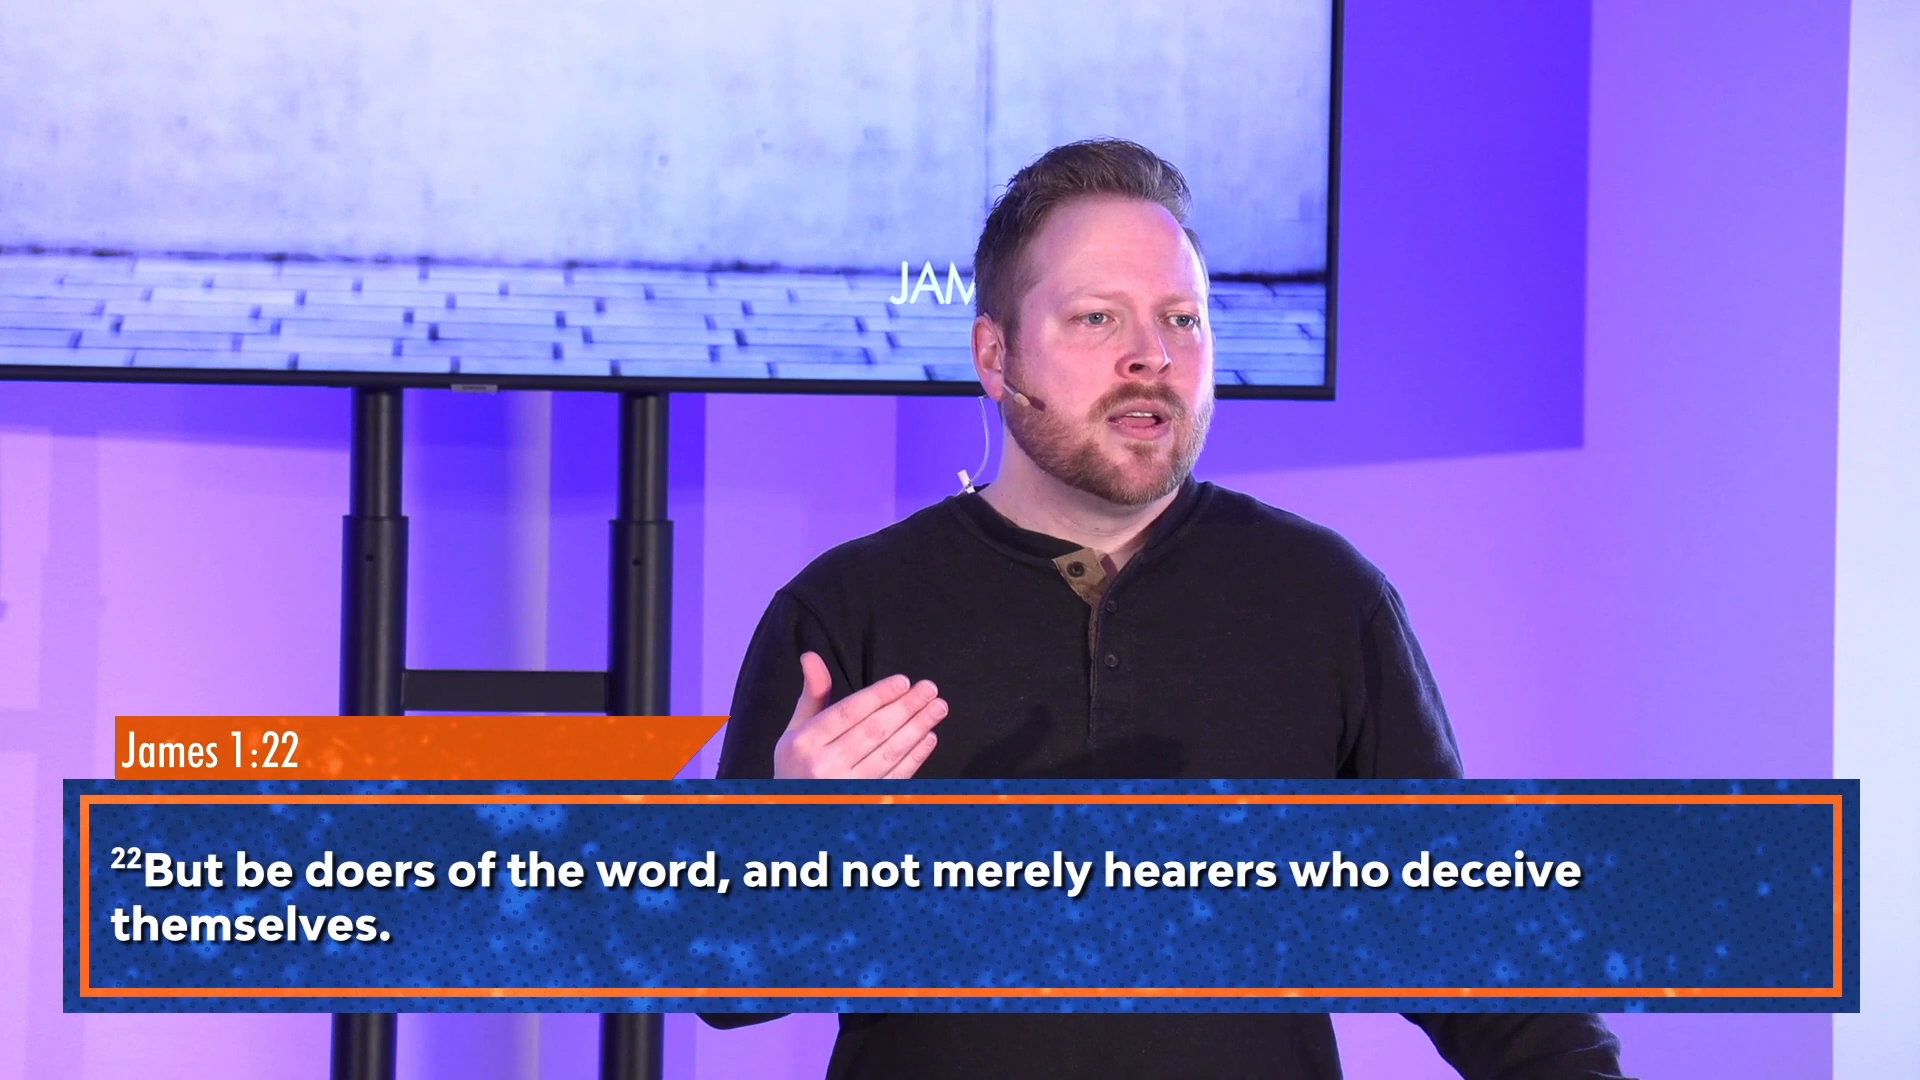 JAM
James 1:22
22But be doers of the word, and not merely hearers who deceive
themselves.